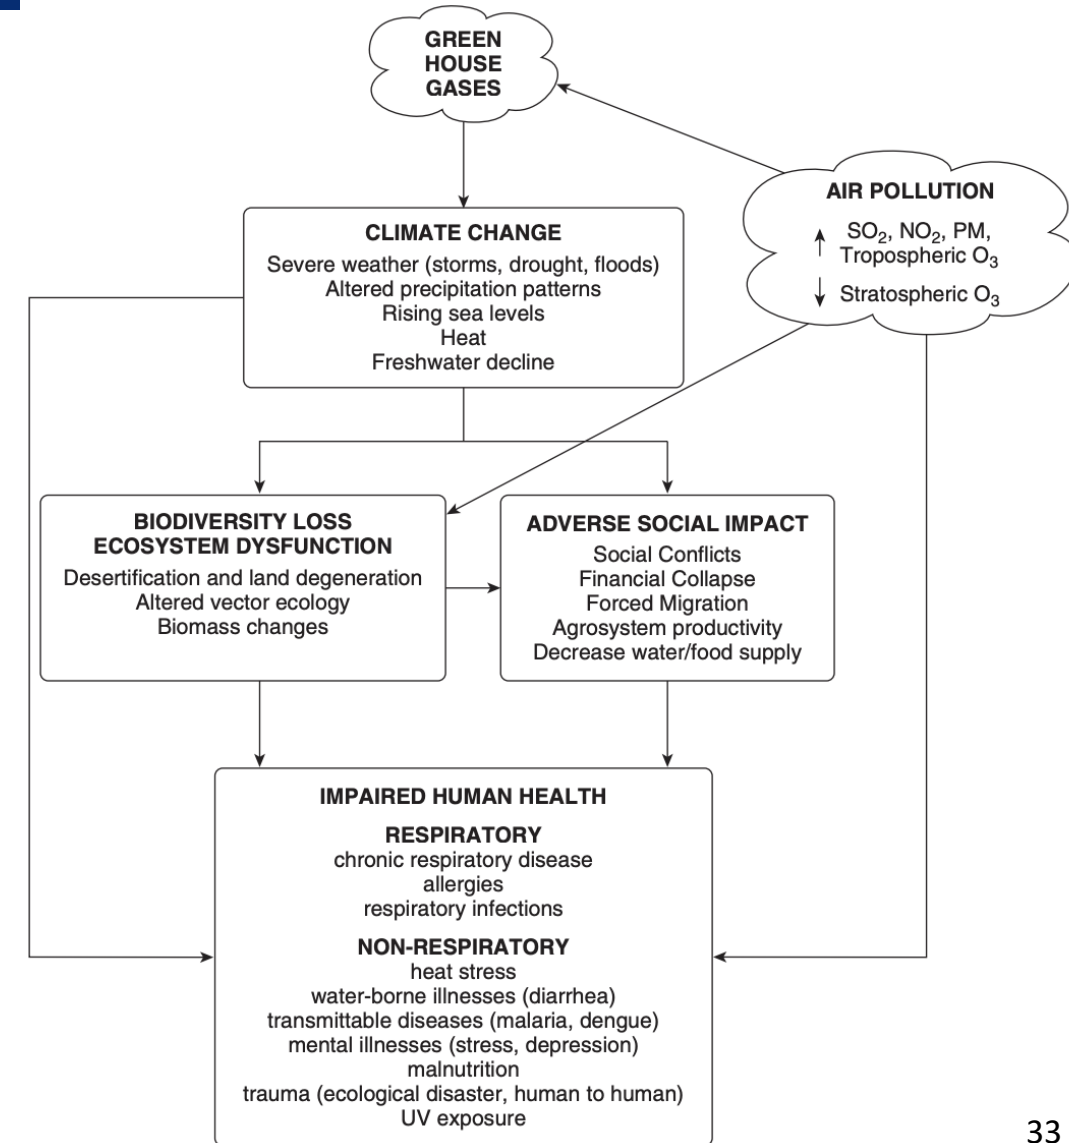 GREEN
HOUSE
GASES
AIR POLLUTION
↑ SO₂, NO₂, PM,
Tropospheric O₃
↓ Stratospheric O₃
CLIMATE CHANGE
Severe weather (storms, drought, floods)
Altered precipitation patterns
Rising sea levels
Heat
Freshwater decline
BIODIVERSITY LOSS
ECOSYSTEM DYSFUNCTION
Desertification and land degeneration
Altered vector ecology
Biomass changes
ADVERSE SOCIAL IMPACT
Social Conflicts
Financial Collapse
Forced Migration
Agrosystem productivity
Decrease water/food supply
IMPAIRED HUMAN HEALTH
RESPIRATORY
chronic respiratory disease
allergies
respiratory infections
NON-RESPIRATORY
heat stress
water-borne illnesses (diarrhea)
transmittable diseases (malaria, dengue)
mental illnesses (stress, depression)
malnutrition
trauma (ecological disaster, human to human)
UV exposure
33